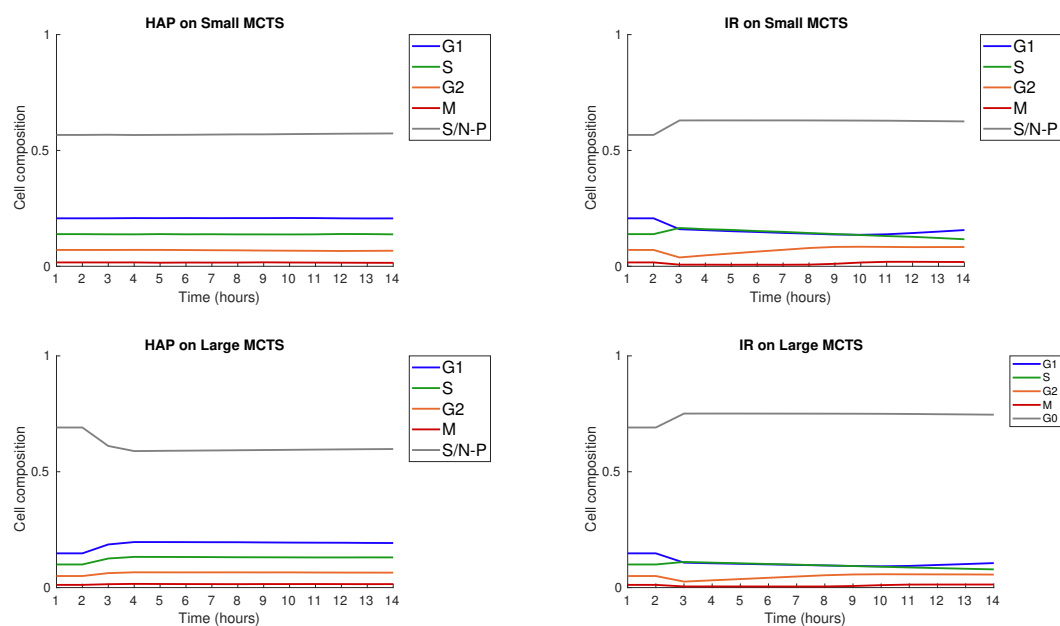 HAP on Small MCTS
1
0.5
0
Cell composition
1 2 3 4 5 6 7 8 9 10 11 12 13 14
Time (hours)
G1
S
G2
M
S/N-P
IR on Small MCTS
1
0.5
0
Cell composition
1 2 3 4 5 6 7 8 9 10 11 12 13 14
Time (hours)
G1
S
G2
M
S/N-P
HAP on Large MCTS
1
0.5
0
Cell composition
1 2 3 4 5 6 7 8 9 10 11 12 13 14
Time (hours)
G1
S
G2
M
S/N-P
IR on Large MCTS
1
0.5
0
Cell composition
1 2 3 4 5 6 7 8 9 10 11 12 13 14
Time (hours)
G1
S
G2
M
G0